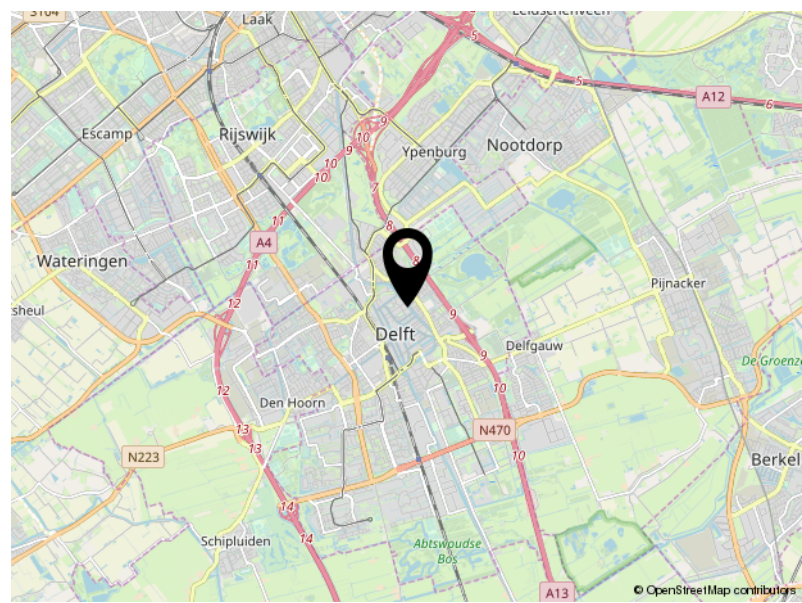 S104
Laak
Leidschenveen
5
5
A12
6
Escamp
Rijswijk
9
10
9
10
10
Ypenburg
Nootdorp
7
11
8
A4
8
Wateringen
11
Pijnacker
12
9
sheul
Delft
9
Delfgauw
De Groenz
12
10
Den Hoorn
13
N470
13
N223
10
Berkel
14
14
Schipluiden
Abtswoudse
Bos
A13
© OpenStreetMap contributors